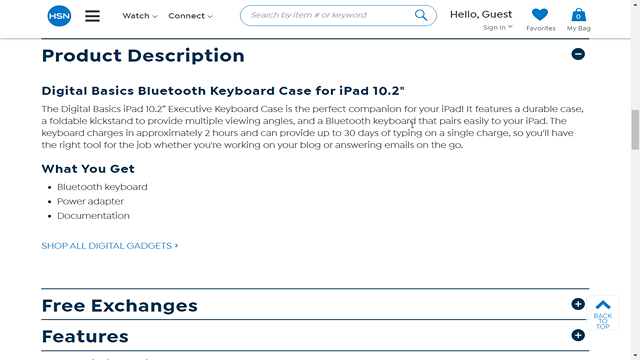 HSN
Watch
Connect
Search by item # or keyword
Hello, Guest
Sign In
Favorites
0
My Bag
Product Description
Digital Basics Bluetooth Keyboard Case for iPad 10.2"
The Digital Basics iPad 10.2” Executive Keyboard Case is the perfect companion for your iPad! It features a durable case,
a foldable kickstand to provide multiple viewing angles, and a Bluetooth keyboard that pairs easily to your iPad. The
keyboard charges in approximately 2 hours and can provide up to 30 days of typing on a single charge, so you'll have
the right tool for the job whether you're working on your blog or answering emails on the go.
What You Get
Bluetooth keyboard
Power adapter
Documentation
SHOP ALL DIGITAL GADGETS >
Free Exchanges
BACK
TO
TOP
Features